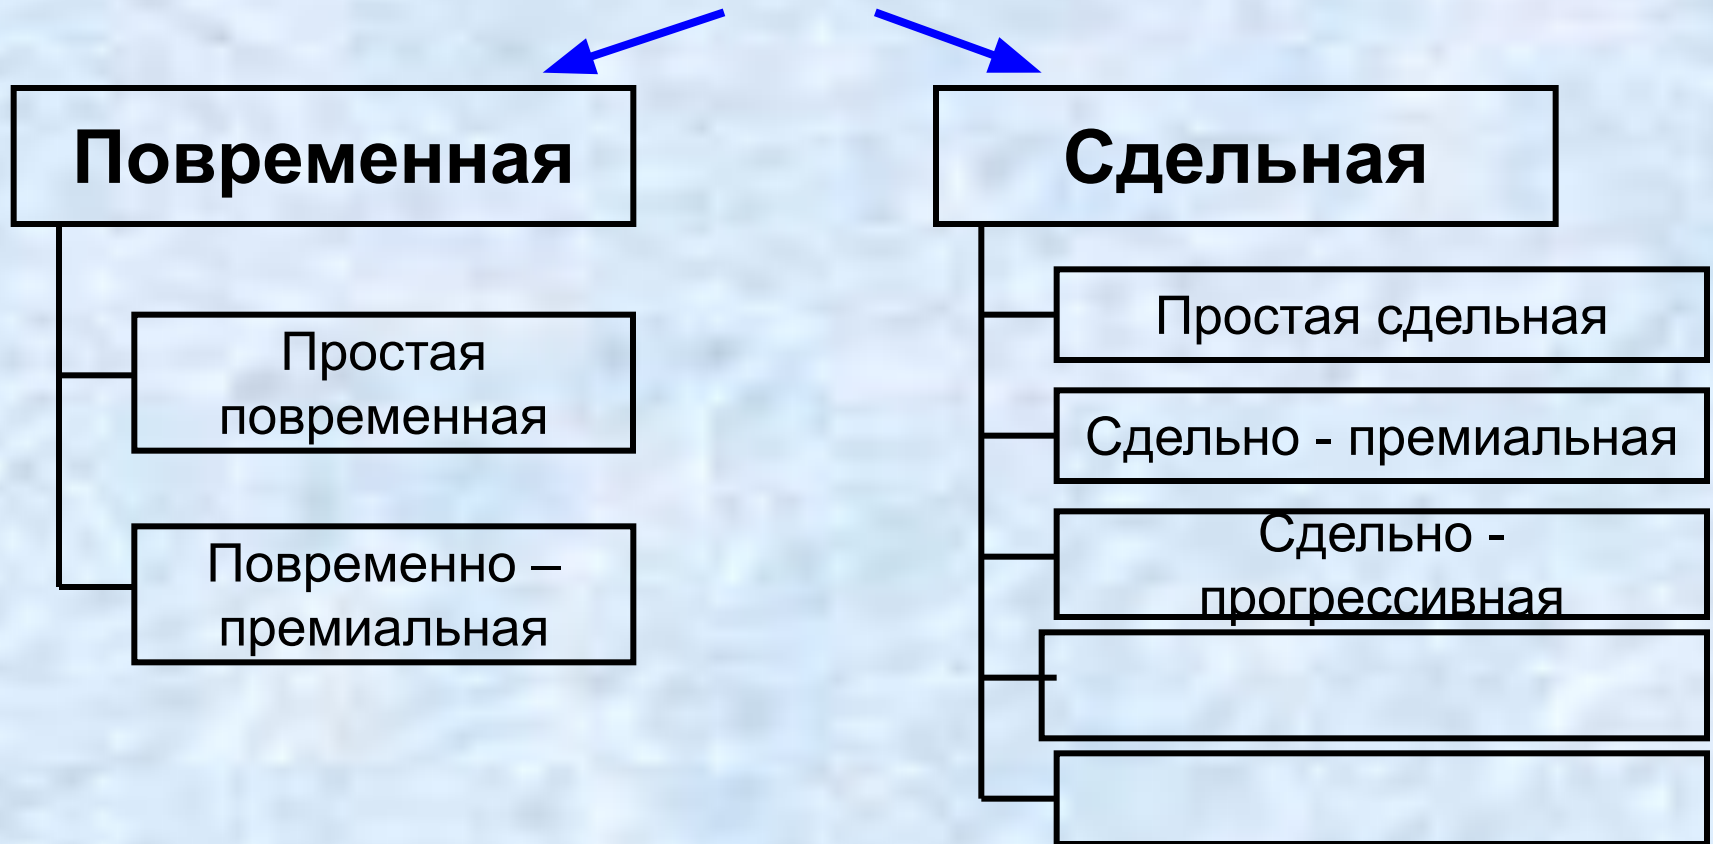 Повременная
Простая
повременная
Повременно –
премиальная
Сдельная
Простая сдельная
Сдельно - премиальная
Сдельно -
прогрессивная